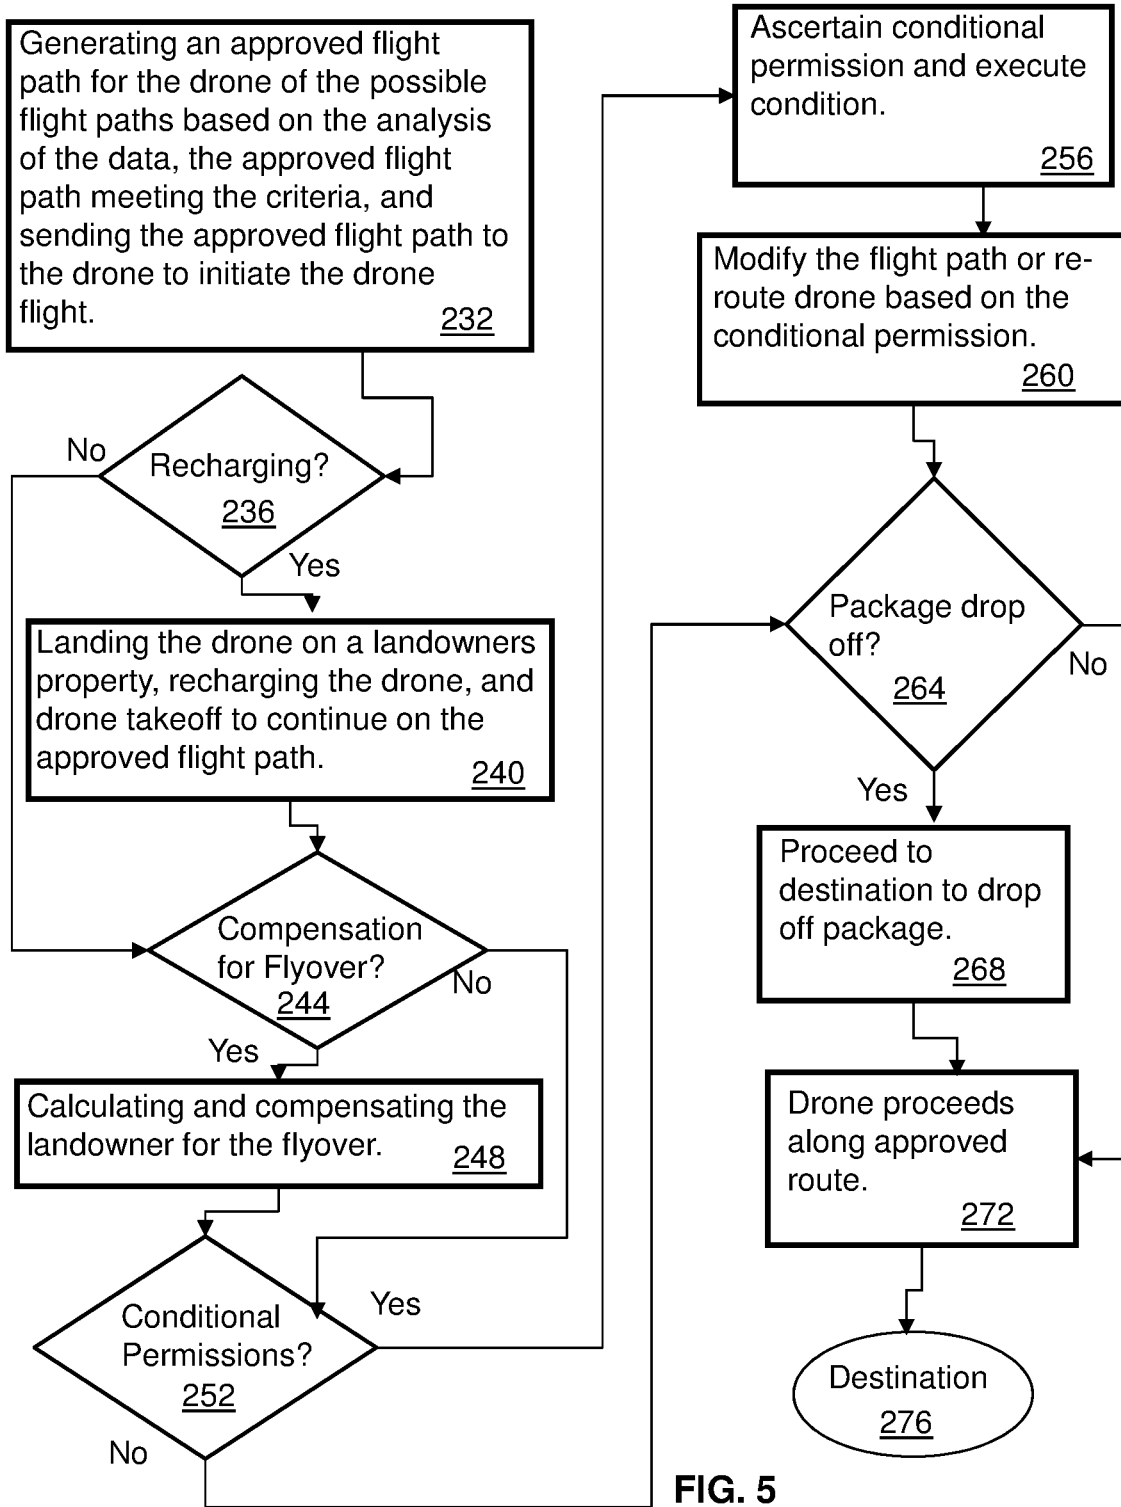 Generating an approved flight
path for the drone of the possible
flight paths based on the analysis
of the data, the approved flight
path meeting the criteria, and
sending the approved flight path to
the drone to initiate the drone
flight.
232
No
Recharging?
236
Yes
Landing the drone on a landowners
property, recharging the drone, and
drone takeoff to continue on the
approved flight path.
240
Compensation
for Flyover?
244
No
Yes
Calculating and compensating the
landowner for the flyover.
248
Conditional
Permissions?
252
Yes
No
Ascertain conditional
permission and execute
condition.
256
Modify the flight path or re-
route drone based on the
conditional permission.
260
Package drop
off?
264
No
Yes
Proceed to
destination to drop
off package.
268
Drone proceeds
along approved
route.
272
Destination
276
FIG. 5